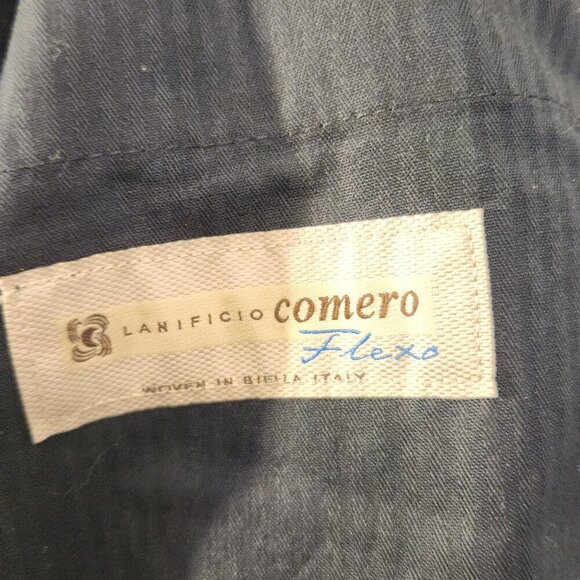 LANIFICIO comero
Flexo
WOVEN IN BIELLA ITALY